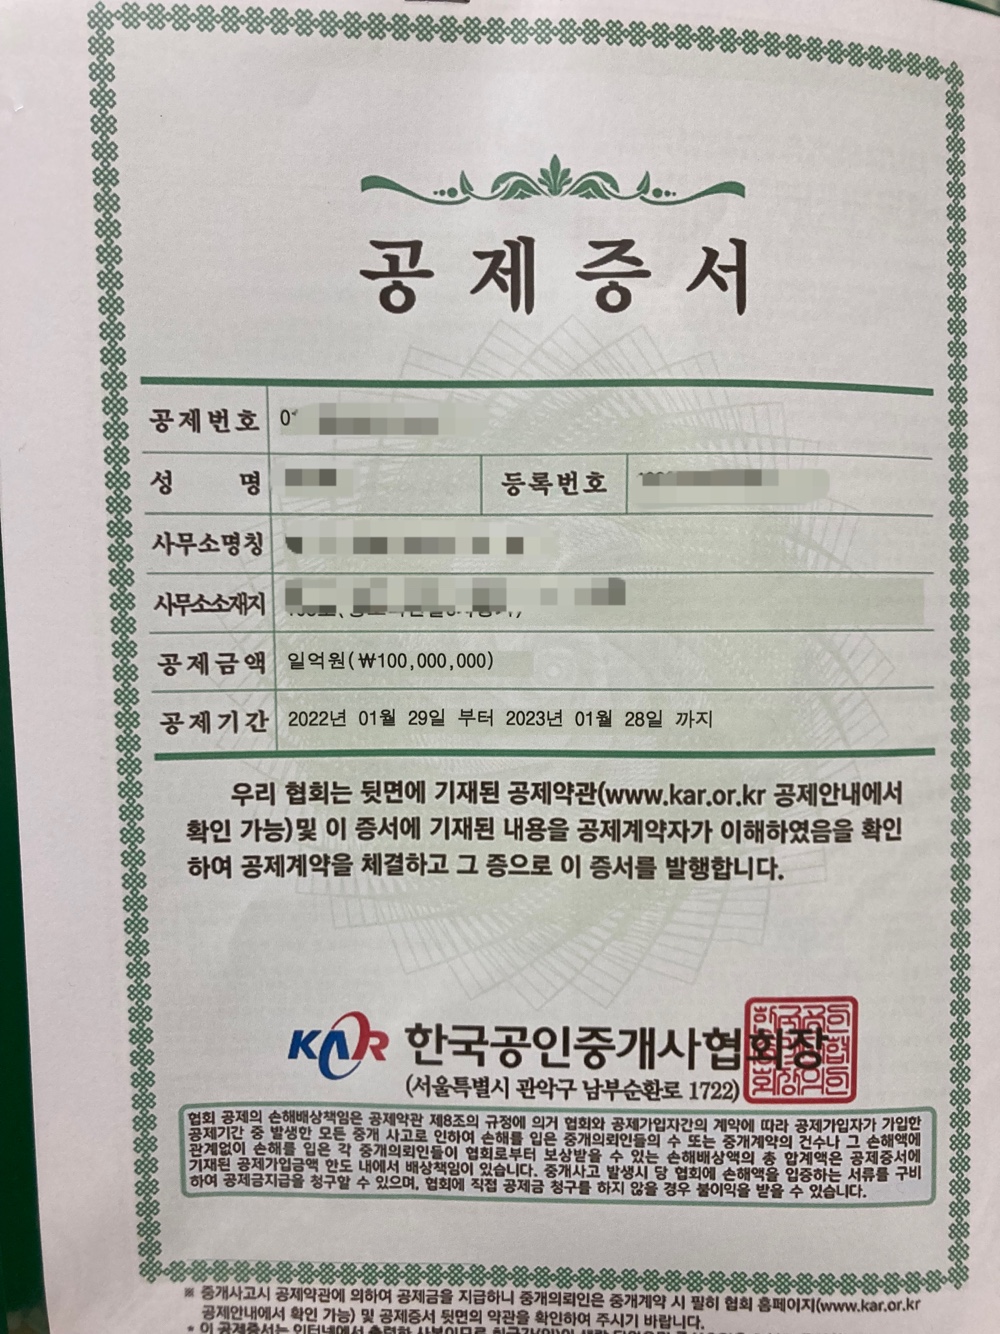 공제증서
공제번호
성 명 등록번호
사무소명칭
사무소소재지
공제금액 일억원(₩100,000,000)
공제기간 2022년 01월 29일 부터 2023년 01월 28일 까지
우리 협회는 뒷면에 기재된 공제약관(www.kar.or.kr 공제안내에서
확인 가능)및 이 증서에 기재된 내용을 공제계약자가 이해하였음을 확인
하여 공제계약을 체결하고 그 증으로 이 증서를 발행합니다.
KAR 한국공인중개사협회장
(서울특별시 관악구 남부순환로 1722)
협회 공제의 손해배상책임은 공제약관 제8조의 규정에 의거 협회와 공제가입자간의 계약에 따라 공제가입자가 가입한
공제기간 중 발생한 모든 중개 사고로 인하여 손해를 입은 중개의뢰인들의 수 또는 중개계약의 건수나 그 손해액에
관계없이 손해를 입은 각 중개의뢰인들이 협회로부터 보상받을 수 있는 손해배상액의 총 합계액은 공제증서에
기재된 공제가입금액 한도 내에서 배상책임이 있습니다. 중개사고 발생시 당 협회에 손해액을 입증하는 서류를 구비
하여 공제금지급을 청구할 수 있으며, 협회에 직접 공제금 청구를 하지 않을 경우 불이익을 받을 수 있습니다.
※ 중개사고시 공제약관에 의하여 공제금을 지급하니 중개의뢰인은 중개계약 시 필히 협회 홈페이지(www.kar.or.kr
공제안내에서 확인 가능) 및 공제증서 뒷면의 약관을 확인하여 주시기 바랍니다.